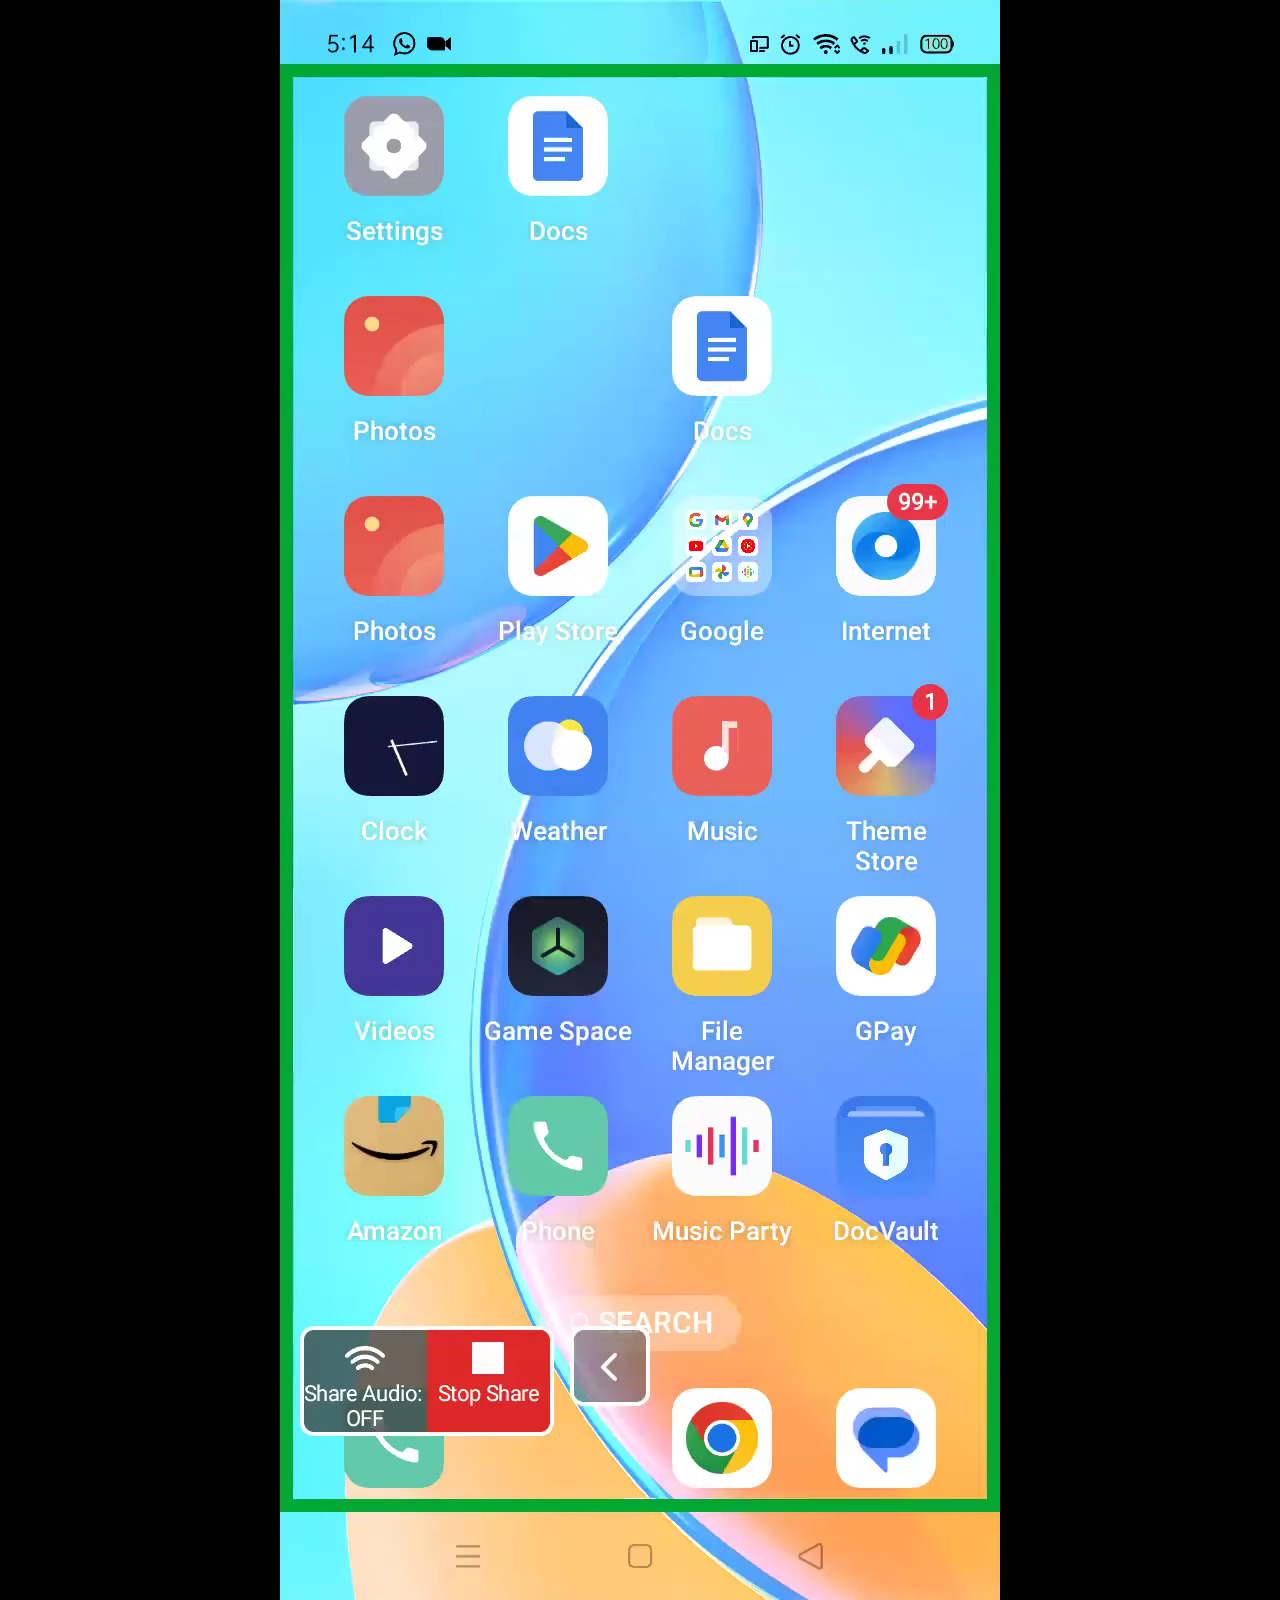 5:14
100
Settings
Docs
Photos
Docs
99+
Photos
Play Store
Google
Internet
1
Clock
Weather
Music
Theme
Store
Videos
Game Space
File
Manager
GPay
Amazon
Phone
Music Party
DocVault
SEARCH
Share Audio:
OFF
Stop Share